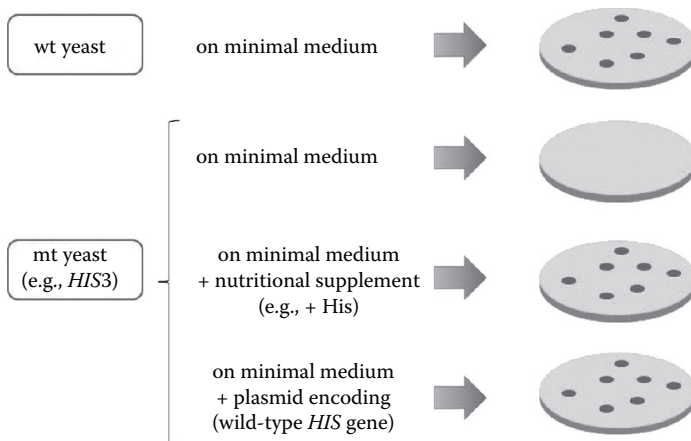 wt yeast
on minimal medium
on minimal medium
mt yeast
(e.g., HIS3)
on minimal medium
+ nutritional supplement
(e.g., + His)
on minimal medium
+ plasmid encoding
(wild-type HIS gene)